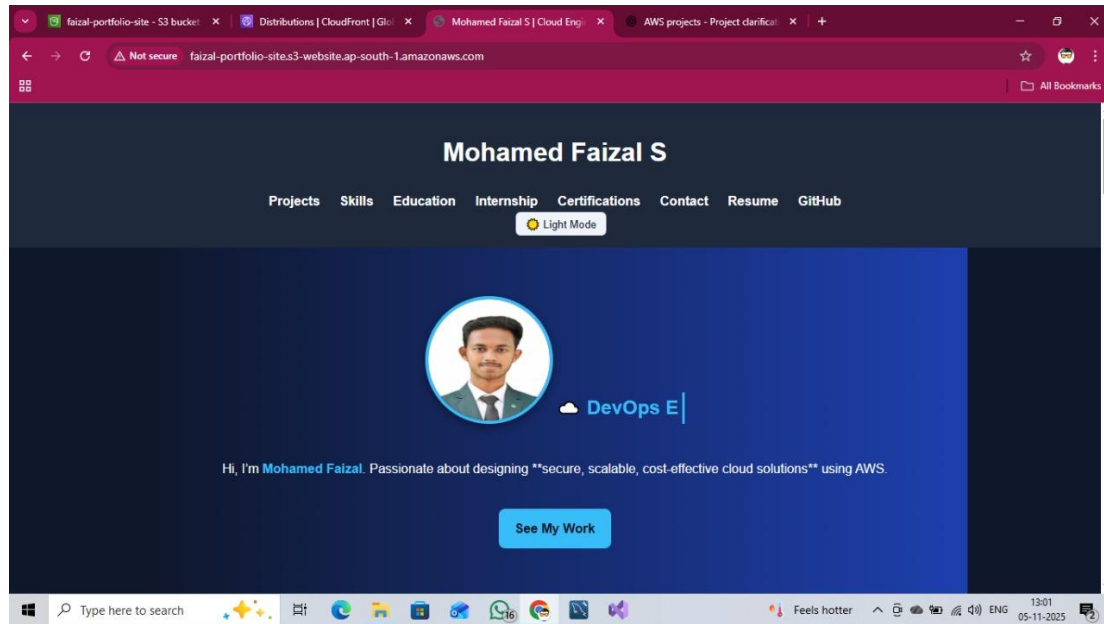 faizal-portfolio-site - S3 bucket
Distributions | CloudFront | Glo
Mohamed Faizal S | Cloud Engi
AWS projects - Project clarificat
Not secure faizal-portfolio-site.s3-website.ap-south-1.amazonaws.com
All Bookmarks
Mohamed Faizal S
Projects Skills Education Internship Certifications Contact Resume GitHub
Light Mode
DevOps E
Hi, I'm Mohamed Faizal. Passionate about designing **secure, scalable, cost-effective cloud solutions** using AWS.
See My Work
Type here to search
16
Feels hotter
ENG
13:01
05-11-2025
2